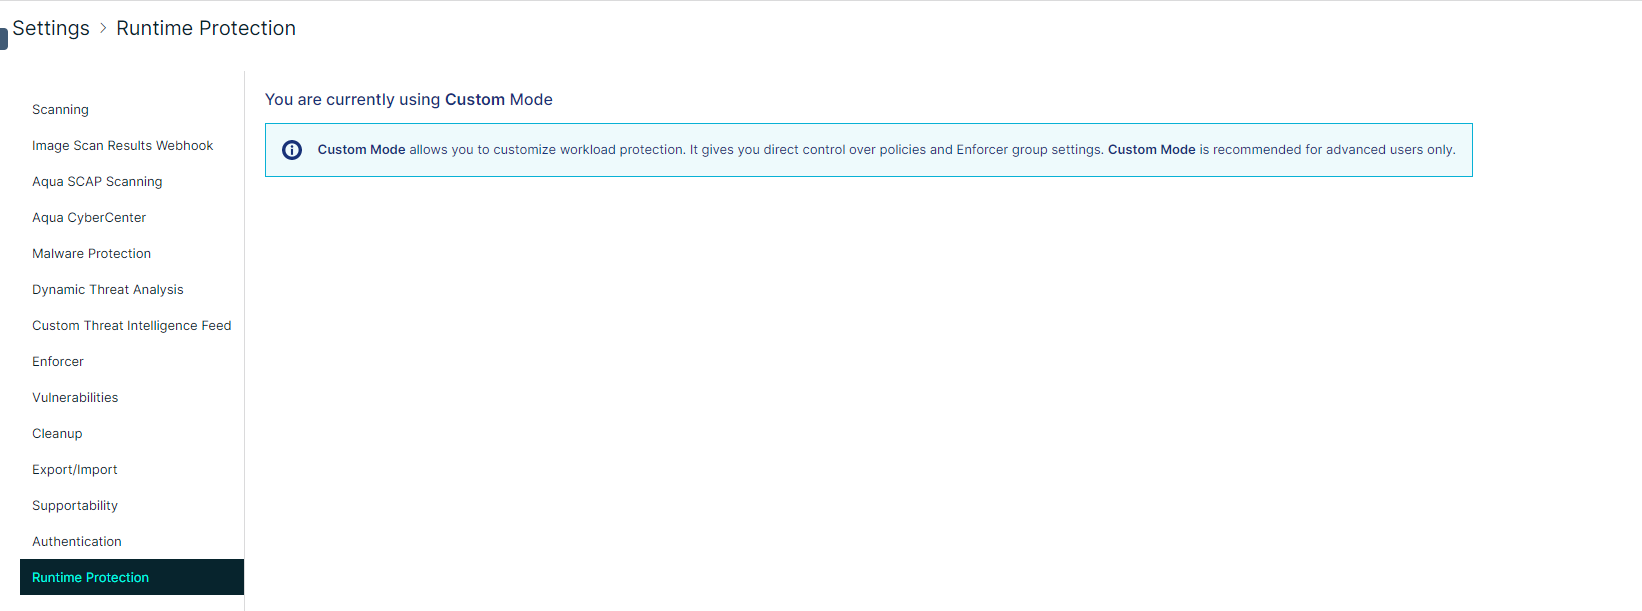 Settings > Runtime Protection
Scanning
Image Scan Results Webhook
Aqua SCAP Scanning
Aqua CyberCenter
Malware Protection
Dynamic Threat Analysis
Custom Threat Intelligence Feed
Enforcer
Vulnerabilities
Cleanup
Export/Import
Supportability
Authentication
Runtime Protection
You are currently using Custom Mode
Custom Mode allows you to customize workload protection. It gives you direct control over policies and Enforcer group settings. Custom Mode is recommended for advanced users only.